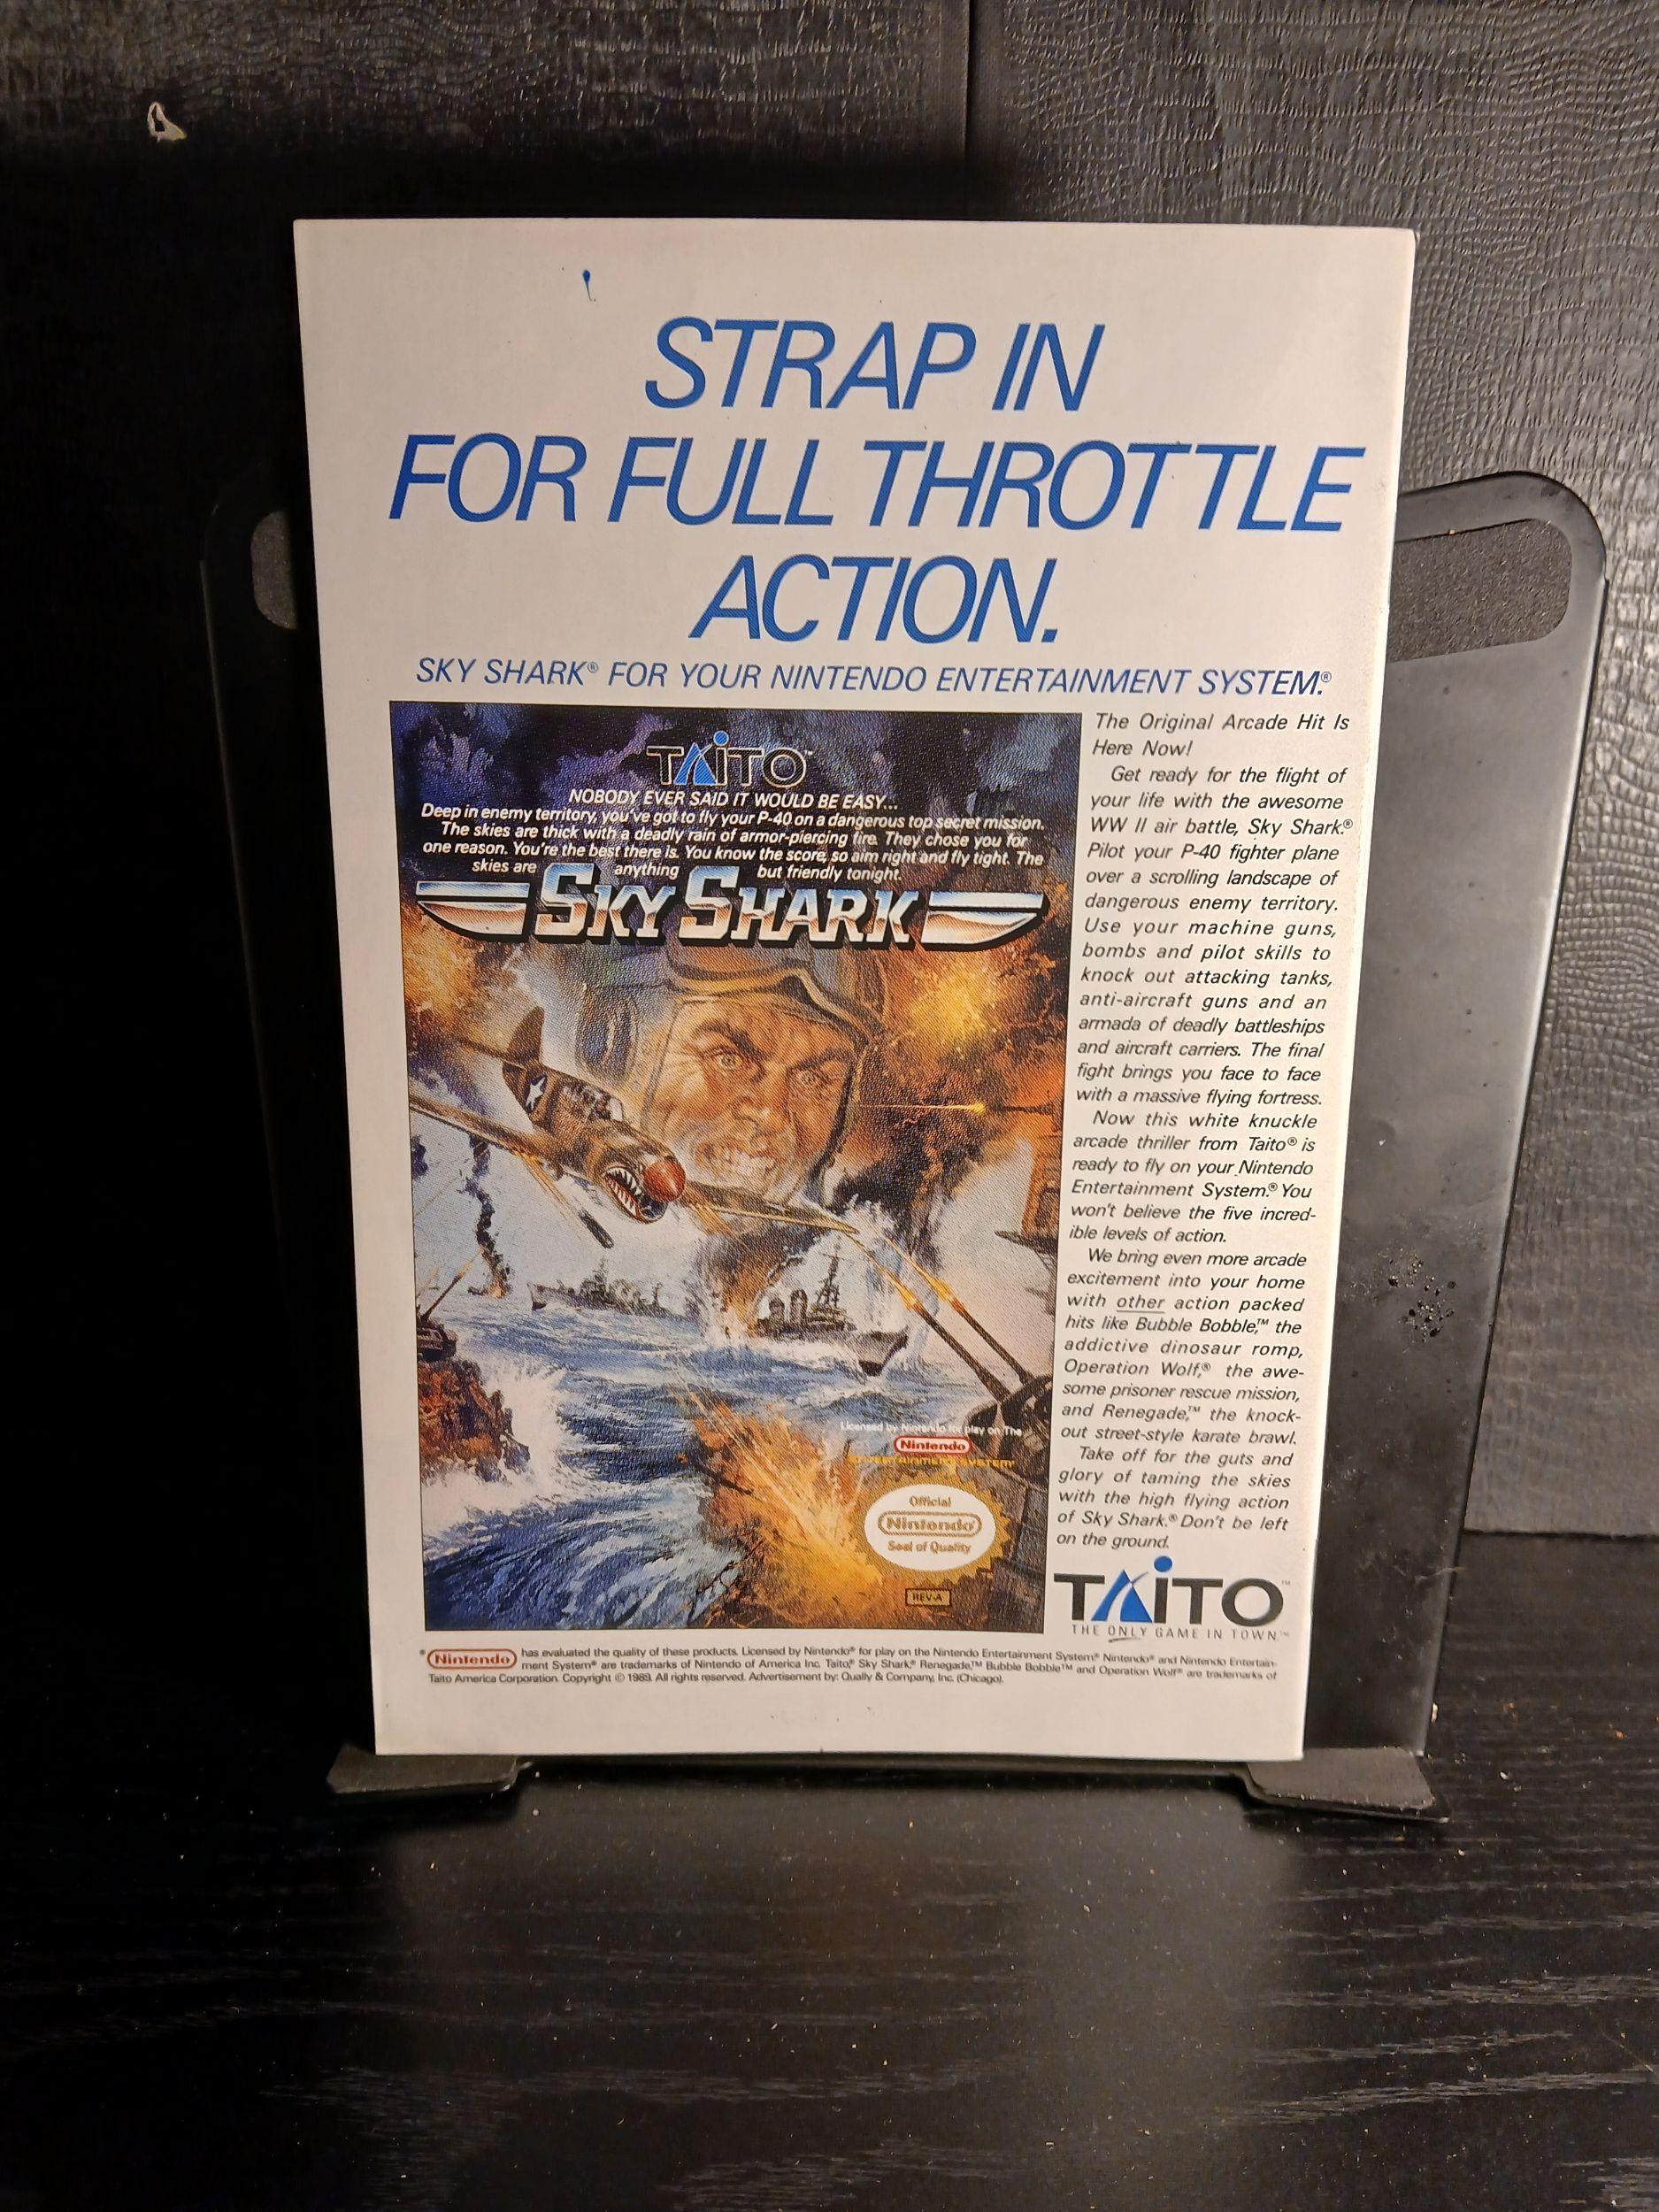 STRAP IN
FOR FULL THROTTLE
ACTION.
SKY SHARK® FOR YOUR NINTENDO ENTERTAINMENT SYSTEM.®
TAITO™
NOBODY EVER SAID IT WOULD BE EASY...
Deep in enemy territory, you've got to fly your P-40 on a dangerous top secret mission.
The skies are thick with a deadly rain of armor-piercing fire. They chose you for
one reason. You're the best there is. You know the score, so aim right and fly tight. The
skies are anything but friendly tonight.
SKY SHARK
Licensed by Nintendo for play on The
Nintendo
ENTERTAINMENT SYSTEM®
Official
Nintendo
Seal of Quality
REV-A
The Original Arcade Hit Is
Here Now!
Get ready for the flight of
your life with the awesome
WW II air battle, Sky Shark.®
Pilot your P-40 fighter plane
over a scrolling landscape of
dangerous enemy territory.
Use your machine guns,
bombs and pilot skills to
knock out attacking tanks,
anti-aircraft guns and an
armada of deadly battleships
and aircraft carriers. The final
fight brings you face to face
with a massive flying fortress.
Now this white knuckle
arcade thriller from Taito® is
ready to fly on your Nintendo
Entertainment System.® You
won't believe the five incred-
ible levels of action.
We bring even more arcade
excitement into your home
with other action packed
hits like Bubble Bobble,™ the
addictive dinosaur romp,
Operation Wolf,® the awe-
some prisoner rescue mission,
and Renegade,™ the knock-
out street-style karate brawl.
Take off for the guts and
glory of taming the skies
with the high flying action
of Sky Shark.® Don't be left
on the ground.
TAITO™
THE ONLY GAME IN TOWN™
* Nintendo has evaluated the quality of these products. Licensed by Nintendo® for play on the Nintendo Entertainment System.® Nintendo® and Nintendo Entertain-
ment System® are trademarks of Nintendo of America Inc. Taito,® Sky Shark,® Renegade,™ Bubble Bobble™ and Operation Wolf® are trademarks of
Taito America Corporation. Copyright © 1989. All rights reserved. Advertisement by: Qually & Company, Inc. (Chicago).